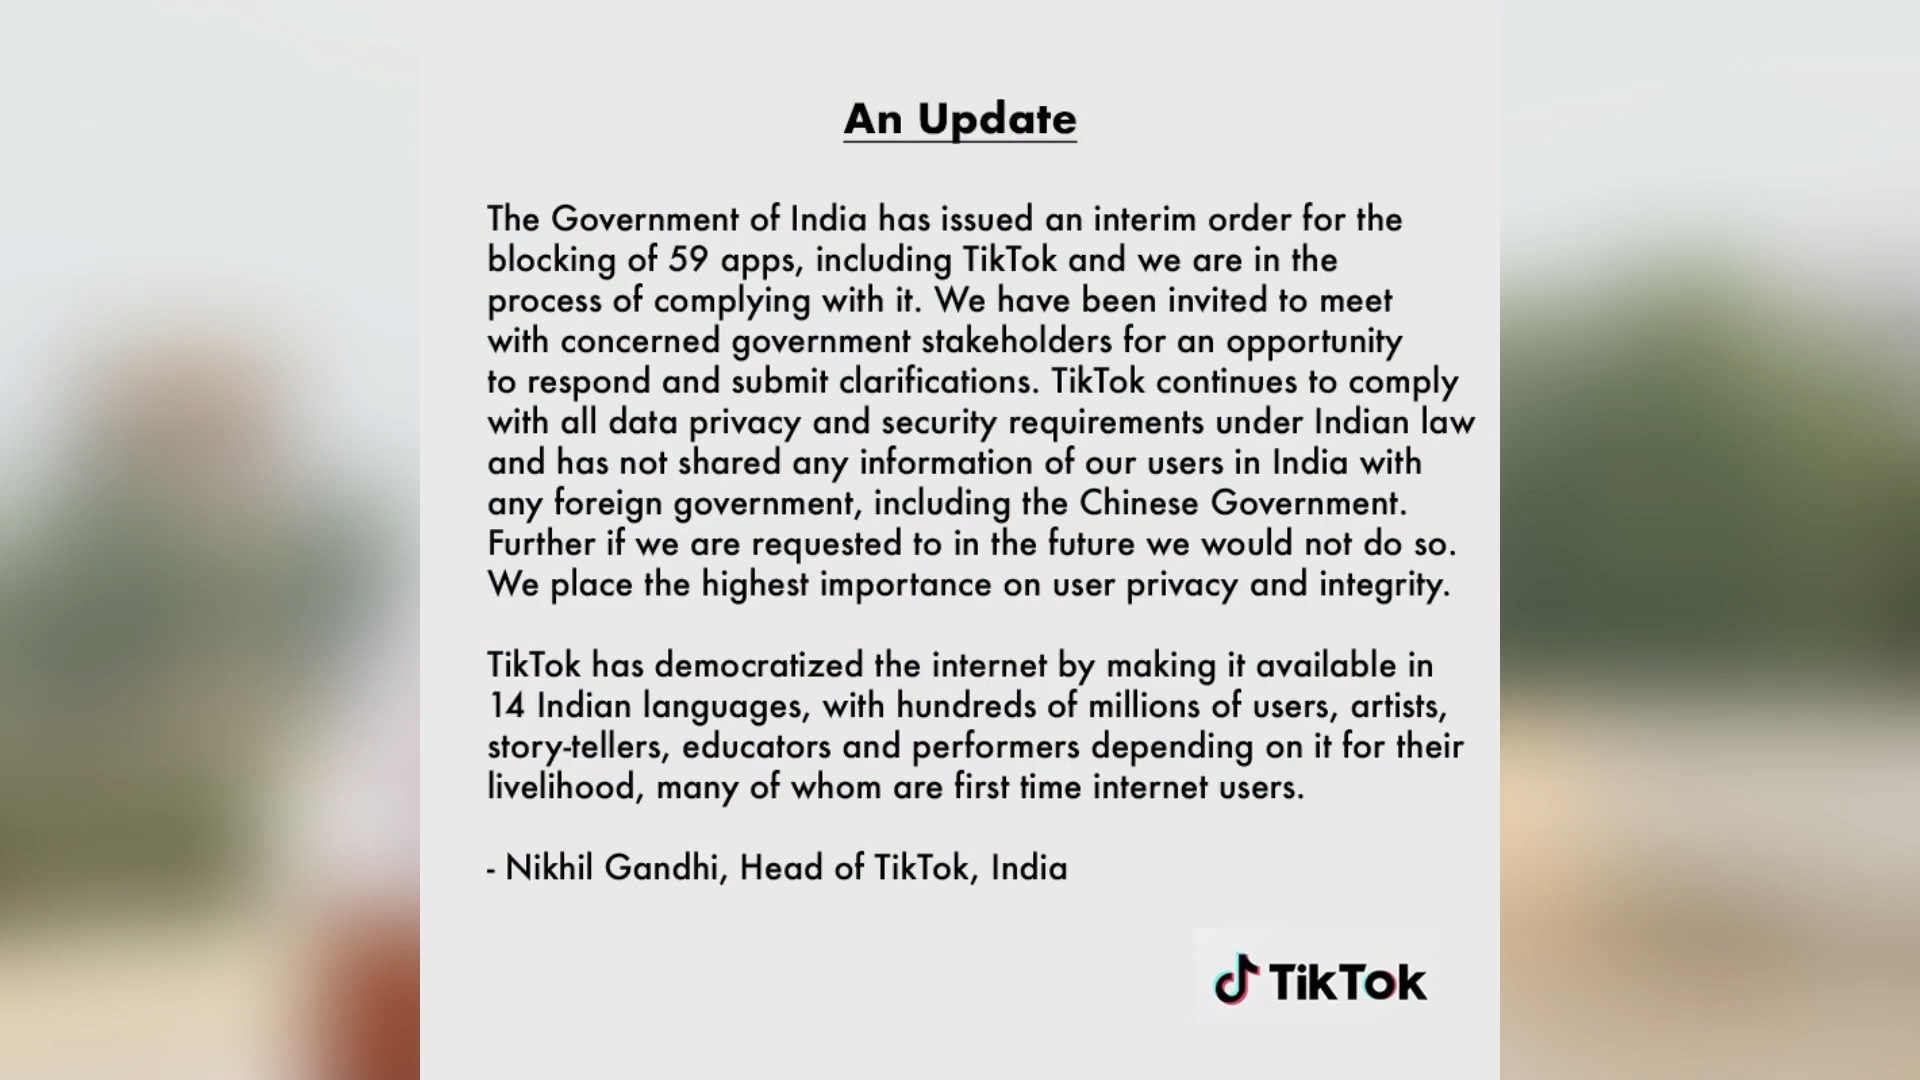 An Update
The Government of India has issued an interim order for the
blocking of 59 apps, including TikTok and we are in the
process of complying with it. We have been invited to meet
with concerned government stakeholders for an opportunity
to respond and submit clarifications. TikTok continues to comply
with all data privacy and security requirements under Indian law
and has not shared any information of our users in India with
any foreign government, including the Chinese Government.
Further if we are requested to in the future we would not do so.
We place the highest importance on user privacy and integrity.
TikTok has democratized the internet by making it available in
14 Indian languages, with hundreds of millions of users, artists,
story-tellers, educators and performers depending on it for their
livelihood, many of whom are first time internet users.
- Nikhil Gandhi, Head of TikTok, India
TikTok